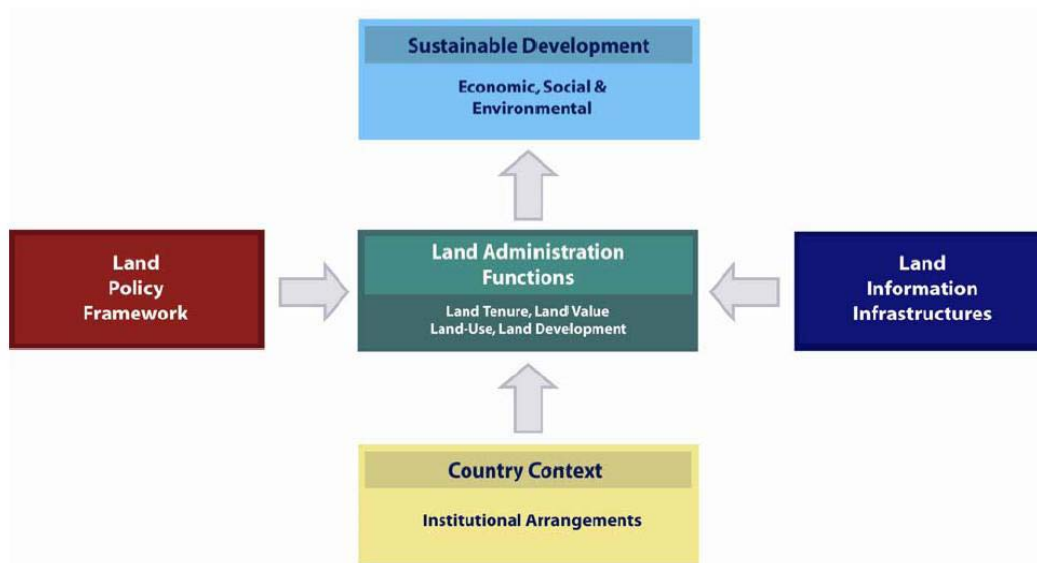 Sustainable Development
Economic, Social &
Environmental
Land
Policy
Framework
Land Administration
Functions
Land Tenure, Land Value
Land-Use, Land Development
Land
Information
Infrastructures
Country Context
Institutional Arrangements